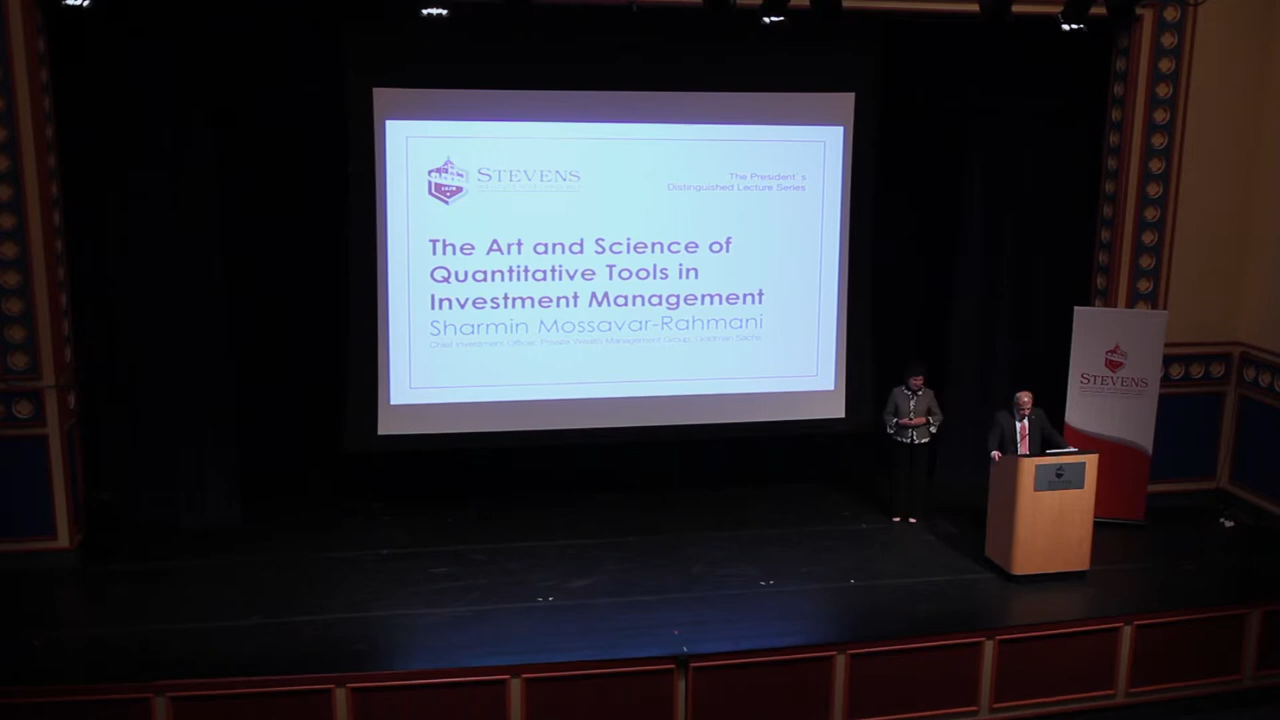 STEVENS
The President's
Distinguished Lecture Series
The Art and Science of
Quantitative Tools in
Investment Management
Sharmin Mossavar-Rahmani
Chief Investment Officer, Private Wealth Management Group, Goldman Sachs
STEVENS